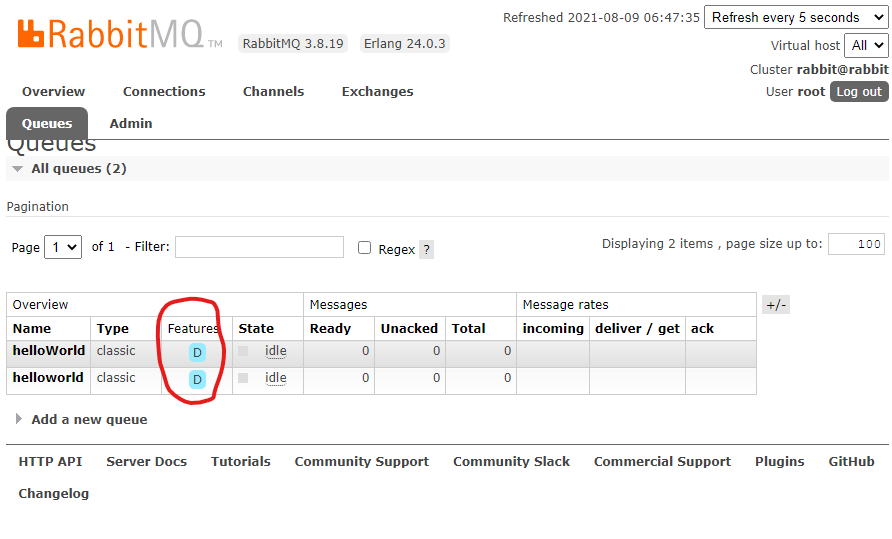 Refreshed 2021-08-09 06:47:35 Refresh every 5 seconds
RabbitMQ TM RabbitMQ 3.8.19 Erlang 24.0.3
Virtual host All
Cluster rabbit@rabbit
User root Log out
Overview Connections Channels Exchanges
Queues Admin
Queues
All queues (2)
Pagination
Page 1 of 1 - Filter: Regex ? Displaying 2 items , page size up to: 100
Overview Messages Message rates +/-
Name Type Features State Ready Unacked Total incoming deliver / get ack
helloWorld classic D idle 0 0 0
helloworld classic D idle 0 0 0
Add a new queue
HTTP API Server Docs Tutorials Community Support Community Slack Commercial Support Plugins GitHub
Changelog